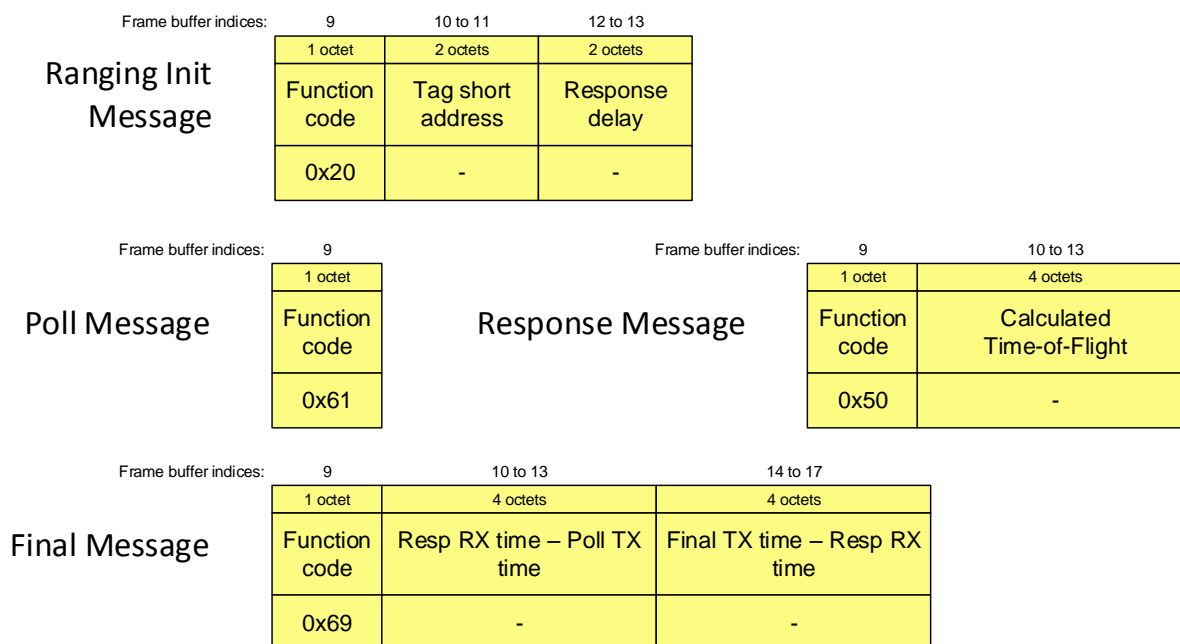 Frame buffer indices: 9 10 to 11 12 to 13
1 octet 2 octets 2 octets
Ranging Init
Message
Function
code
Tag short
address
Response
delay
0x20 - -
Frame buffer indices: 9
1 octet
Poll Message
Function
code
0x61
Frame buffer indices: 9 10 to 13
1 octet 4 octets
Response Message
Function
code
Calculated
Time-of-Flight
0x50 -
Frame buffer indices: 9 10 to 13 14 to 17
1 octet 4 octets 4 octets
Final Message
Function
code
Resp RX time – Poll TX
time
Final TX time – Resp RX
time
0x69 - -